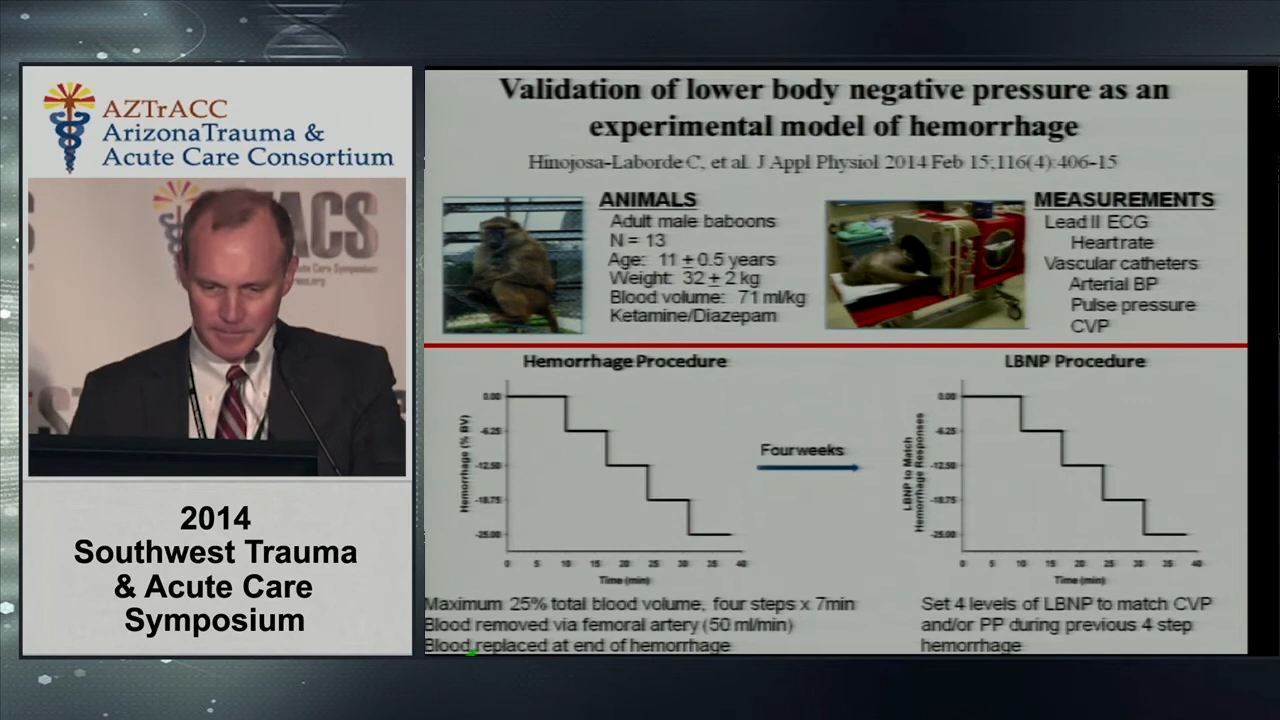 AZTrACC
ArizonaTrauma &
Acute Care Consortium
ACS
Acute Care Symposium
2014
Southwest Trauma
& Acute Care
Symposium
Validation of lower body negative pressure as an
experimental model of hemorrhage
Hinojosa-Laborde C, et al. J Appl Physiol 2014 Feb 15;116(4):406-15
ANIMALS
Adult male baboons
N = 13
Age: 11 ± 0.5 years
Weight: 32 ± 2 kg
Blood volume: 71 ml/kg
Ketamine/Diazepam
MEASUREMENTS
Lead II ECG
Heart rate
Vascular catheters
Arterial BP
Pulse pressure
CVP
Hemorrhage Procedure
Hemorrhage (% BV)
0.00
-6.25
-12.50
-18.75
-25.00
0 5 10 15 20 25 30 35 40
Time (min)
Four weeks
LBNP Procedure
LBNP to Match
Hemorrhage Responses
0.00
-6.25
-12.50
-18.75
-25.00
0 5 10 15 20 25 30 35 40
Time (min)
Maximum 25% total blood volume, four steps x 7min
Blood removed via femoral artery (50 ml/min)
Blood replaced at end of hemorrhage
Set 4 levels of LBNP to match CVP
and/or PP during previous 4 step
hemorrhage